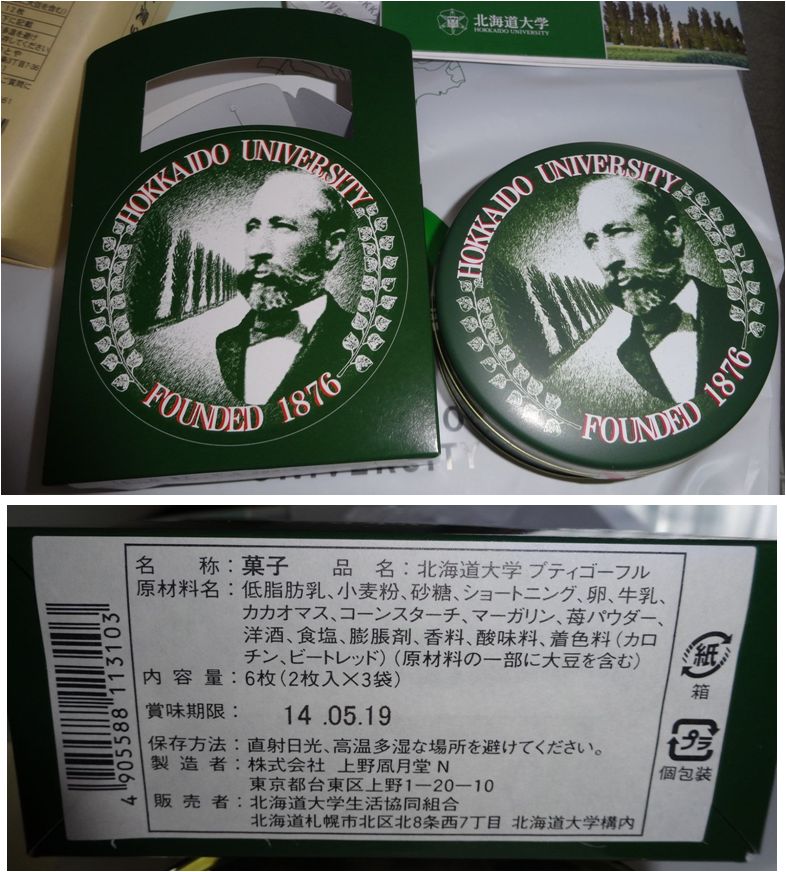 北海道大学
HOKKAIDO UNIVERSITY
HOKKAIDO UNIVERSITY
FOUNDED 1876
HOKKAIDO UNIVERSITY
FOUNDED 1876
UNIVERSITY
名 称:菓子 品 名:北海道大学 プティゴーフル
原材料名:低脂肪乳、小麦粉、砂糖、ショートニング、卵、牛乳、
カカオマス、コーンスターチ、マーガリン、苺パウダー、
洋酒、食塩、膨脹剤、香料、酸味料、着色料(カロ
チン、ビートレッド)(原材料の一部に大豆を含む)
内 容 量:6枚(2枚入×3袋)
賞味期限: 14 .05.19
保存方法:直射日光、高温多湿な場所を避けてください。
製 造 者:株式会社 上野凮月堂 N
東京都台東区上野1-20-10
販 売 者:北海道大学生活協同組合
北海道札幌市北区北8条西7丁目 北海道大学構内
4 905588 113103
紙
箱
プラ
個包装